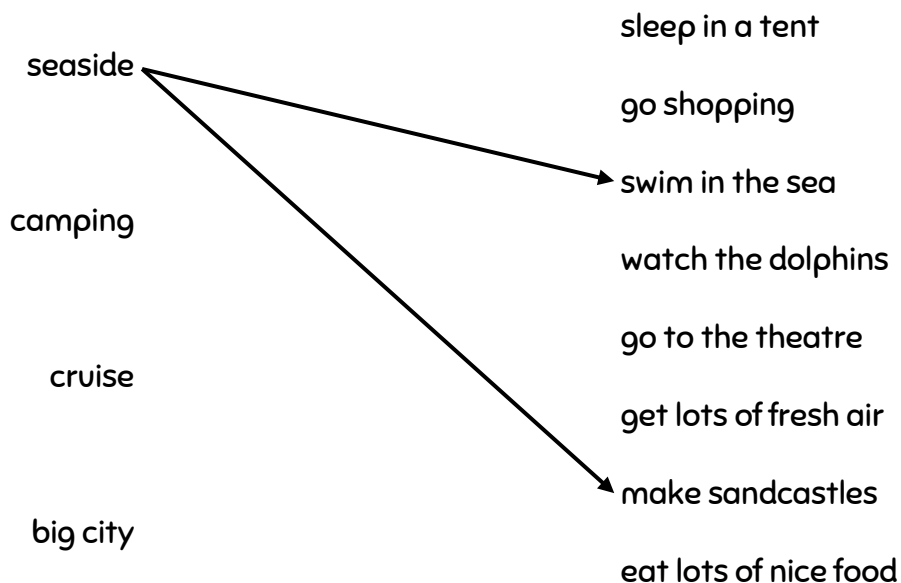 seaside
camping
cruise
big city
sleep in a tent
go shopping
swim in the sea
watch the dolphins
go to the theatre
get lots of fresh air
make sandcastles
eat lots of nice food